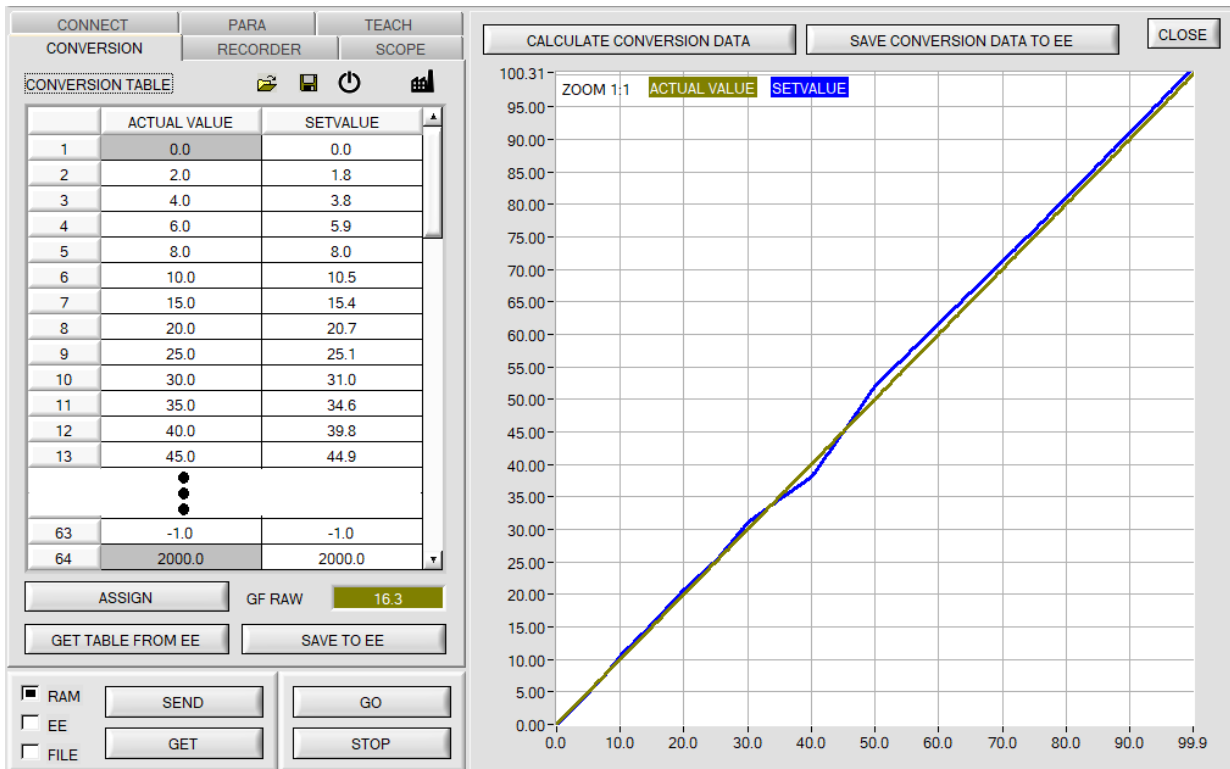 CONNECT PARA TEACH
CONVERSION RECORDER SCOPE
CONVERSION TABLE
ACTUAL VALUE SETVALUE
1 0.0 0.0
2 2.0 1.8
3 4.0 3.8
4 6.0 5.9
5 8.0 8.0
6 10.0 10.5
7 15.0 15.4
8 20.0 20.7
9 25.0 25.1
10 30.0 31.0
11 35.0 34.6
12 40.0 39.8
13 45.0 44.9
63 -1.0 -1.0
64 2000.0 2000.0
ASSIGN GF RAW 16.3
GET TABLE FROM EE SAVE TO EE
RAM
EE
FILE
SEND
GET
GO
STOP
CALCULATE CONVERSION DATA SAVE CONVERSION DATA TO EE CLOSE
ZOOM 1:1 ACTUAL VALUE SETVALUE
100.31
95.00
90.00
85.00
80.00
75.00
70.00
65.00
60.00
55.00
50.00
45.00
40.00
35.00
30.00
25.00
20.00
15.00
10.00
5.00
0.00
0.0 10.0 20.0 30.0 40.0 50.0 60.0 70.0 80.0 90.0 99.9